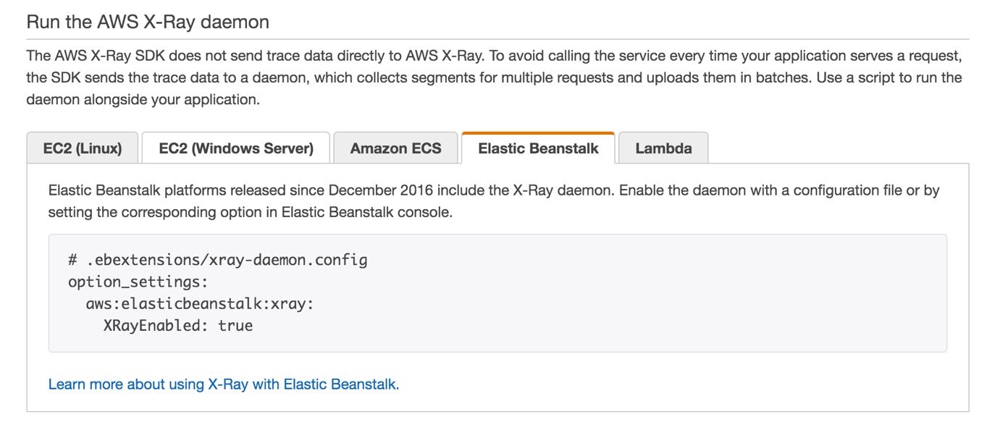 Run the AWS X-Ray daemon
The AWS X-Ray SDK does not send trace data directly to AWS X-Ray. To avoid calling the service every time your application serves a request,
the SDK sends the trace data to a daemon, which collects segments for multiple requests and uploads them in batches. Use a script to run the
daemon alongside your application.
EC2 (Linux) EC2 (Windows Server) Amazon ECS Elastic Beanstalk Lambda
Elastic Beanstalk platforms released since December 2016 include the X-Ray daemon. Enable the daemon with a configuration file or by
setting the corresponding option in Elastic Beanstalk console.
# .ebextensions/xray-daemon.config
option_settings:
  aws:elasticbeanstalk:xray:
    XRayEnabled: true
Learn more about using X-Ray with Elastic Beanstalk.